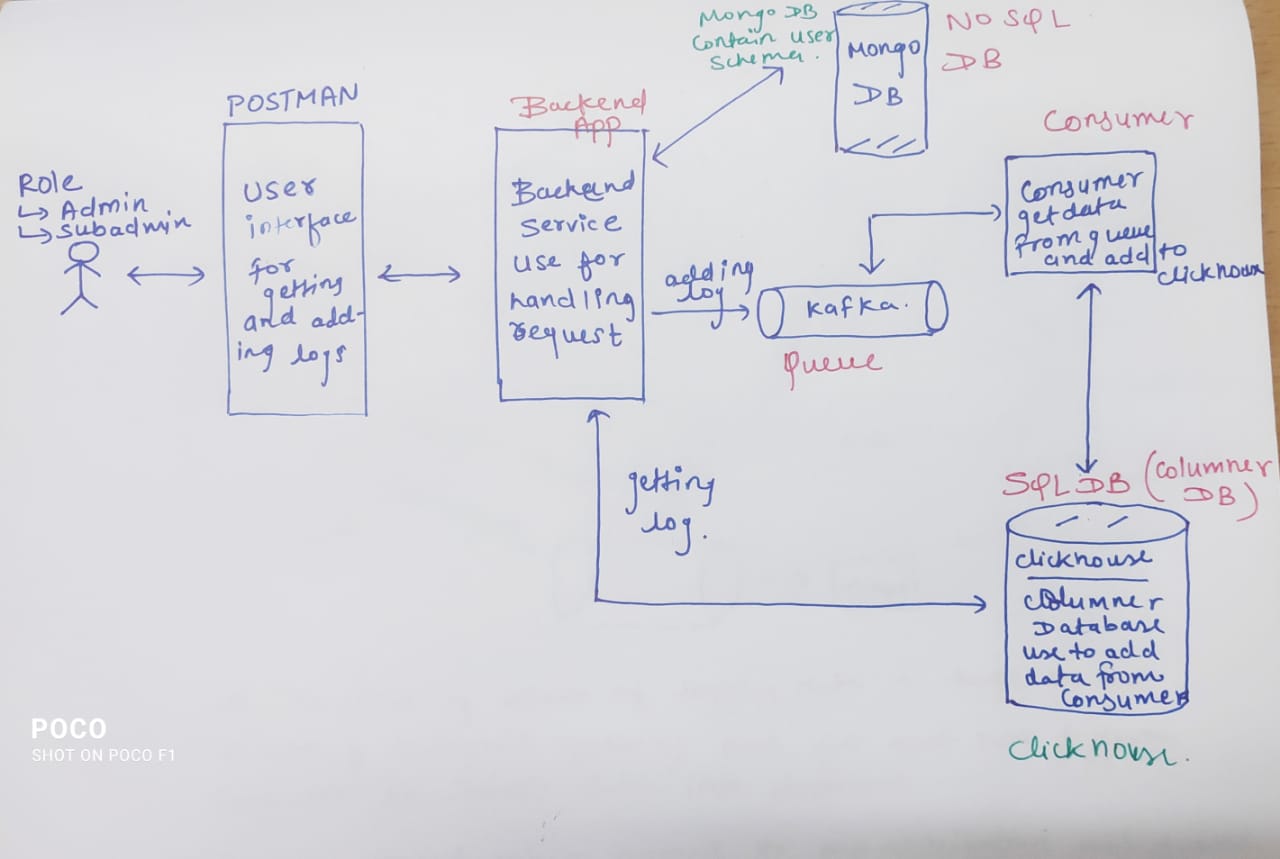 Role
↳ Admin
↳ Subadmin
POSTMAN
User
interface
for
getting
and add-
ing logs
Backend
APP
Backend
service
use for
handling
request
Mongo DB
Contain user
Schema.
Mongo
DB
NO SQL
DB
adding
log
Kafka.
Queue
Consumer
Consumer
get data
from queue
and add to
clickhouse
getting
log.
SQL DB (Columner
DB)
Clickhouse
Columner
Database
use to add
data from
Consumer
Clickhouse.
POCO
SHOT ON POCO F1